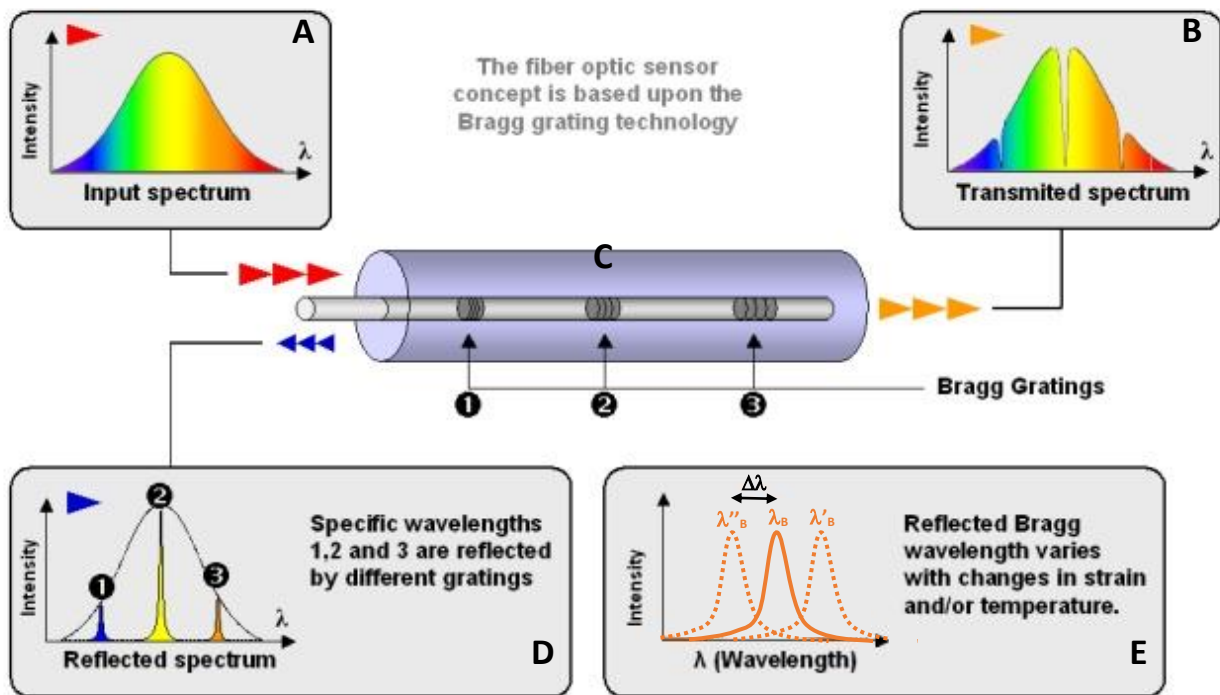 A
Intensity
λ
Input spectrum
The fiber optic sensor
concept is based upon the
Bragg grating technology
B
Intensity
λ
Transmited spectrum
C
Bragg Gratings
1
2
3
2
1
3
Intensity
λ
Reflected spectrum
Specific wavelengths
1,2 and 3 are reflected
by different gratings
D
Δλ
λ''B λB λ'B
Intensity
λ (Wavelength)
Reflected Bragg
wavelength varies
with changes in strain
and/or temperature.
E